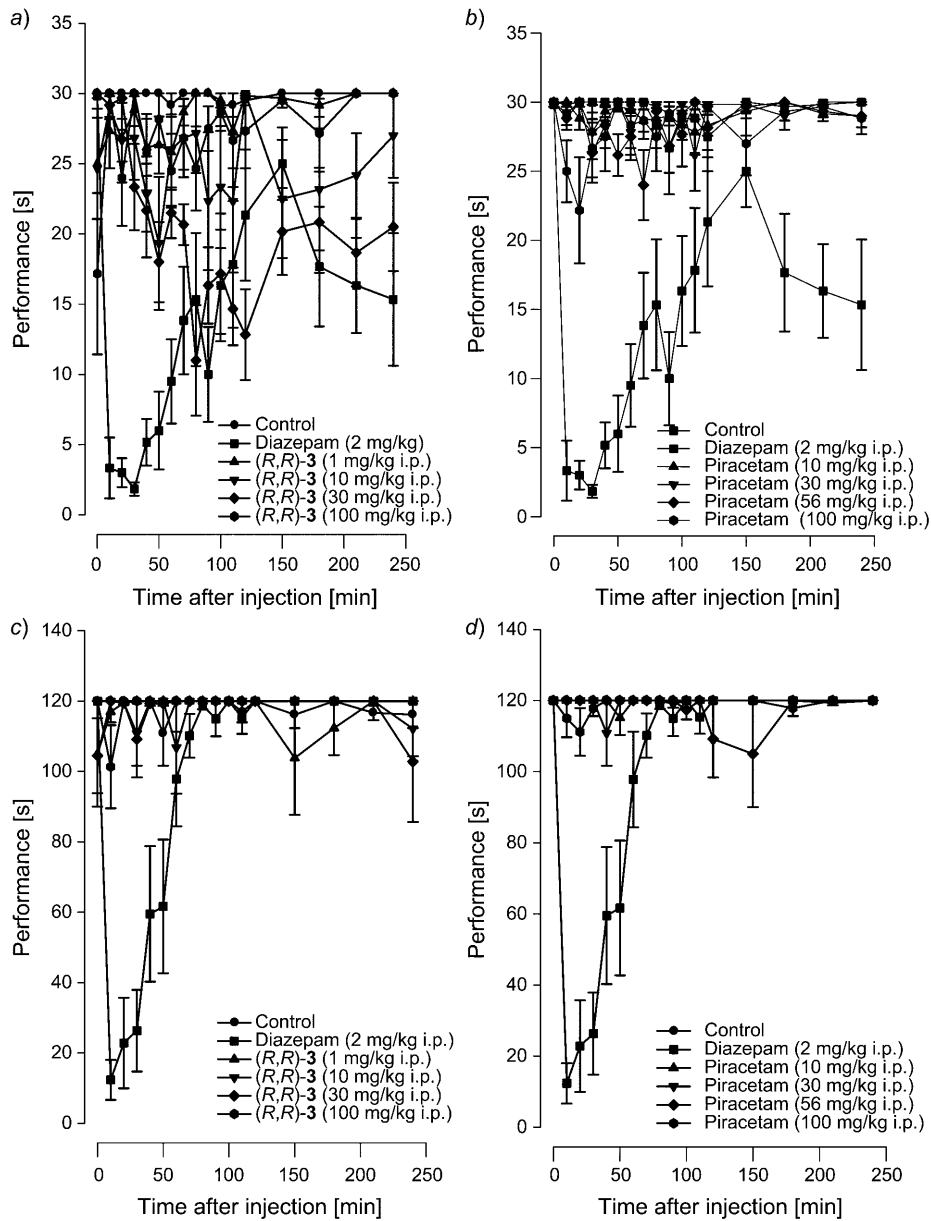 a)
35
30
25
20
15
10
5
0
Performance [s]
Control
Diazepam (2 mg/kg)
(R,R)-3 (1 mg/kg i.p.)
(R,R)-3 (10 mg/kg i.p.)
(R,R)-3 (30 mg/kg i.p.)
(R,R)-3 (100 mg/kg i.p.)
0 50 100 150 200 250
Time after injection [min]
b)
35
30
25
20
15
10
5
0
Performance [s]
Control
Diazepam (2 mg/kg i.p.)
Piracetam (10 mg/kg i.p.)
Piracetam (30 mg/kg i.p.)
Piracetam (56 mg/kg i.p.)
Piracetam (100 mg/kg i.p.)
0 50 100 150 200 250
Time after injection [min]
c)
140
120
100
80
60
40
20
0
Performance [s]
Control
Diazepam (2 mg/kg i.p.)
(R,R)-3 (1 mg/kg i.p.)
(R,R)-3 (10 mg/kg i.p.)
(R,R)-3 (30 mg/kg i.p.)
(R,R)-3 (100 mg/kg i.p.)
0 50 100 150 200 250
Time after injection [min]
d)
140
120
100
80
60
40
20
0
Performance [s]
Control
Diazepam (2 mg/kg i.p.)
Piracetam (10 mg/kg i.p.)
Piracetam (30 mg/kg i.p.)
Piracetam (56 mg/kg i.p.)
Piracetam (100 mg/kg i.p.)
0 50 100 150 200 250
Time after injection [min]